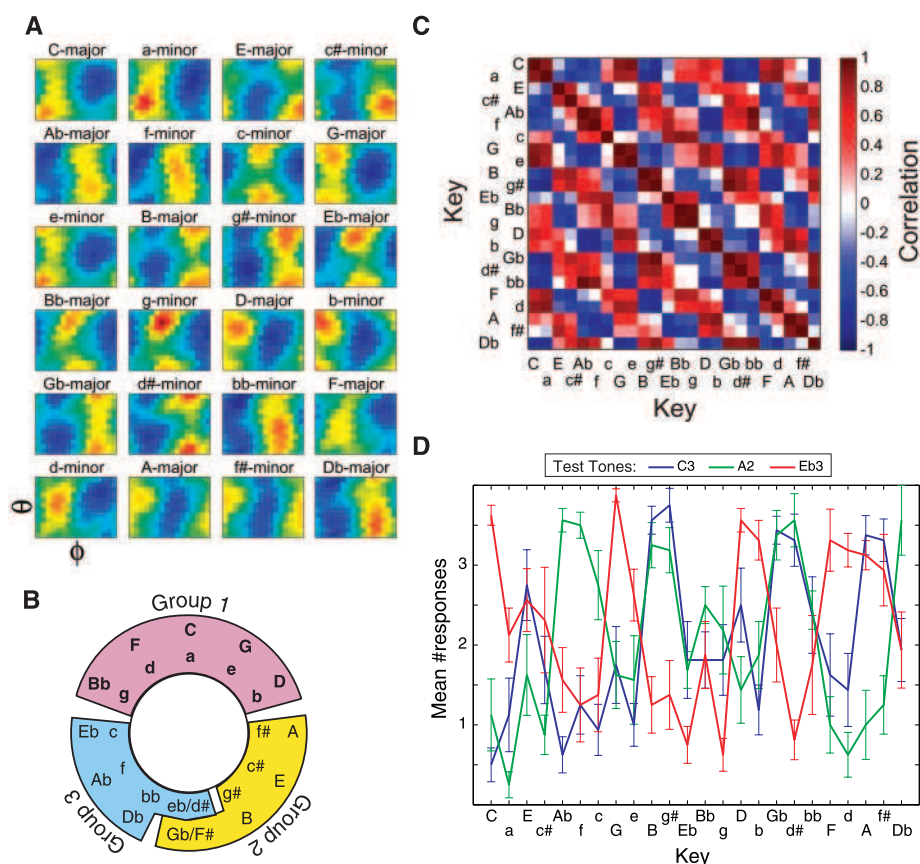 A
C-major a-minor E-major c#-minor
Ab-major f-minor c-minor G-major
e-minor B-major g#-minor Eb-major
Bb-major g-minor D-major b-minor
Gb-major d#-minor bb-minor F-major
d-minor A-major f#-minor Db-major
θ
ϕ
B
Group 1
C
F a G
d e
Bb g b D
Eb c f# A
f c#
Ab E
bb eb/d# g#
Db Gb/F# B
Group 3
Group 2
C
Key
C
a
E
c#
Ab
f
c
G
e
B
g#
Eb
Bb
g
D
b
Gb
d#
bb
F
d
A
f#
Db
C E Ab c e g# Bb D Gb bb d f#
a c# f G B Eb g b d# F A Db
Key
1
0.8
0.6
0.4
0.2
0
-0.2
-0.4
-0.6
-0.8
-1
Correlation
D
Test Tones: C3 A2 Eb3
Mean #responses
3
2
1
C a E c# Ab f c G e B g# Eb Bb g D b Gb d# bb F d A f# Db
Key